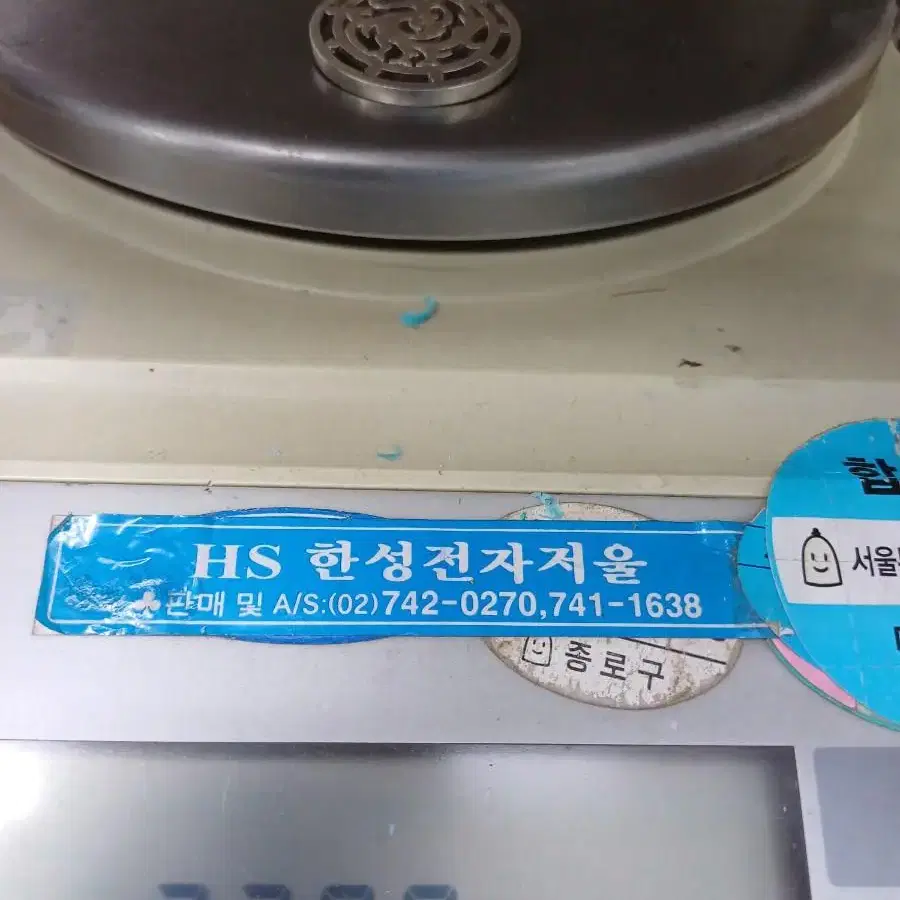 HS 한성전자저울
판매 및 A/S:(02)742-0270,741-1638
종로구
합
서울